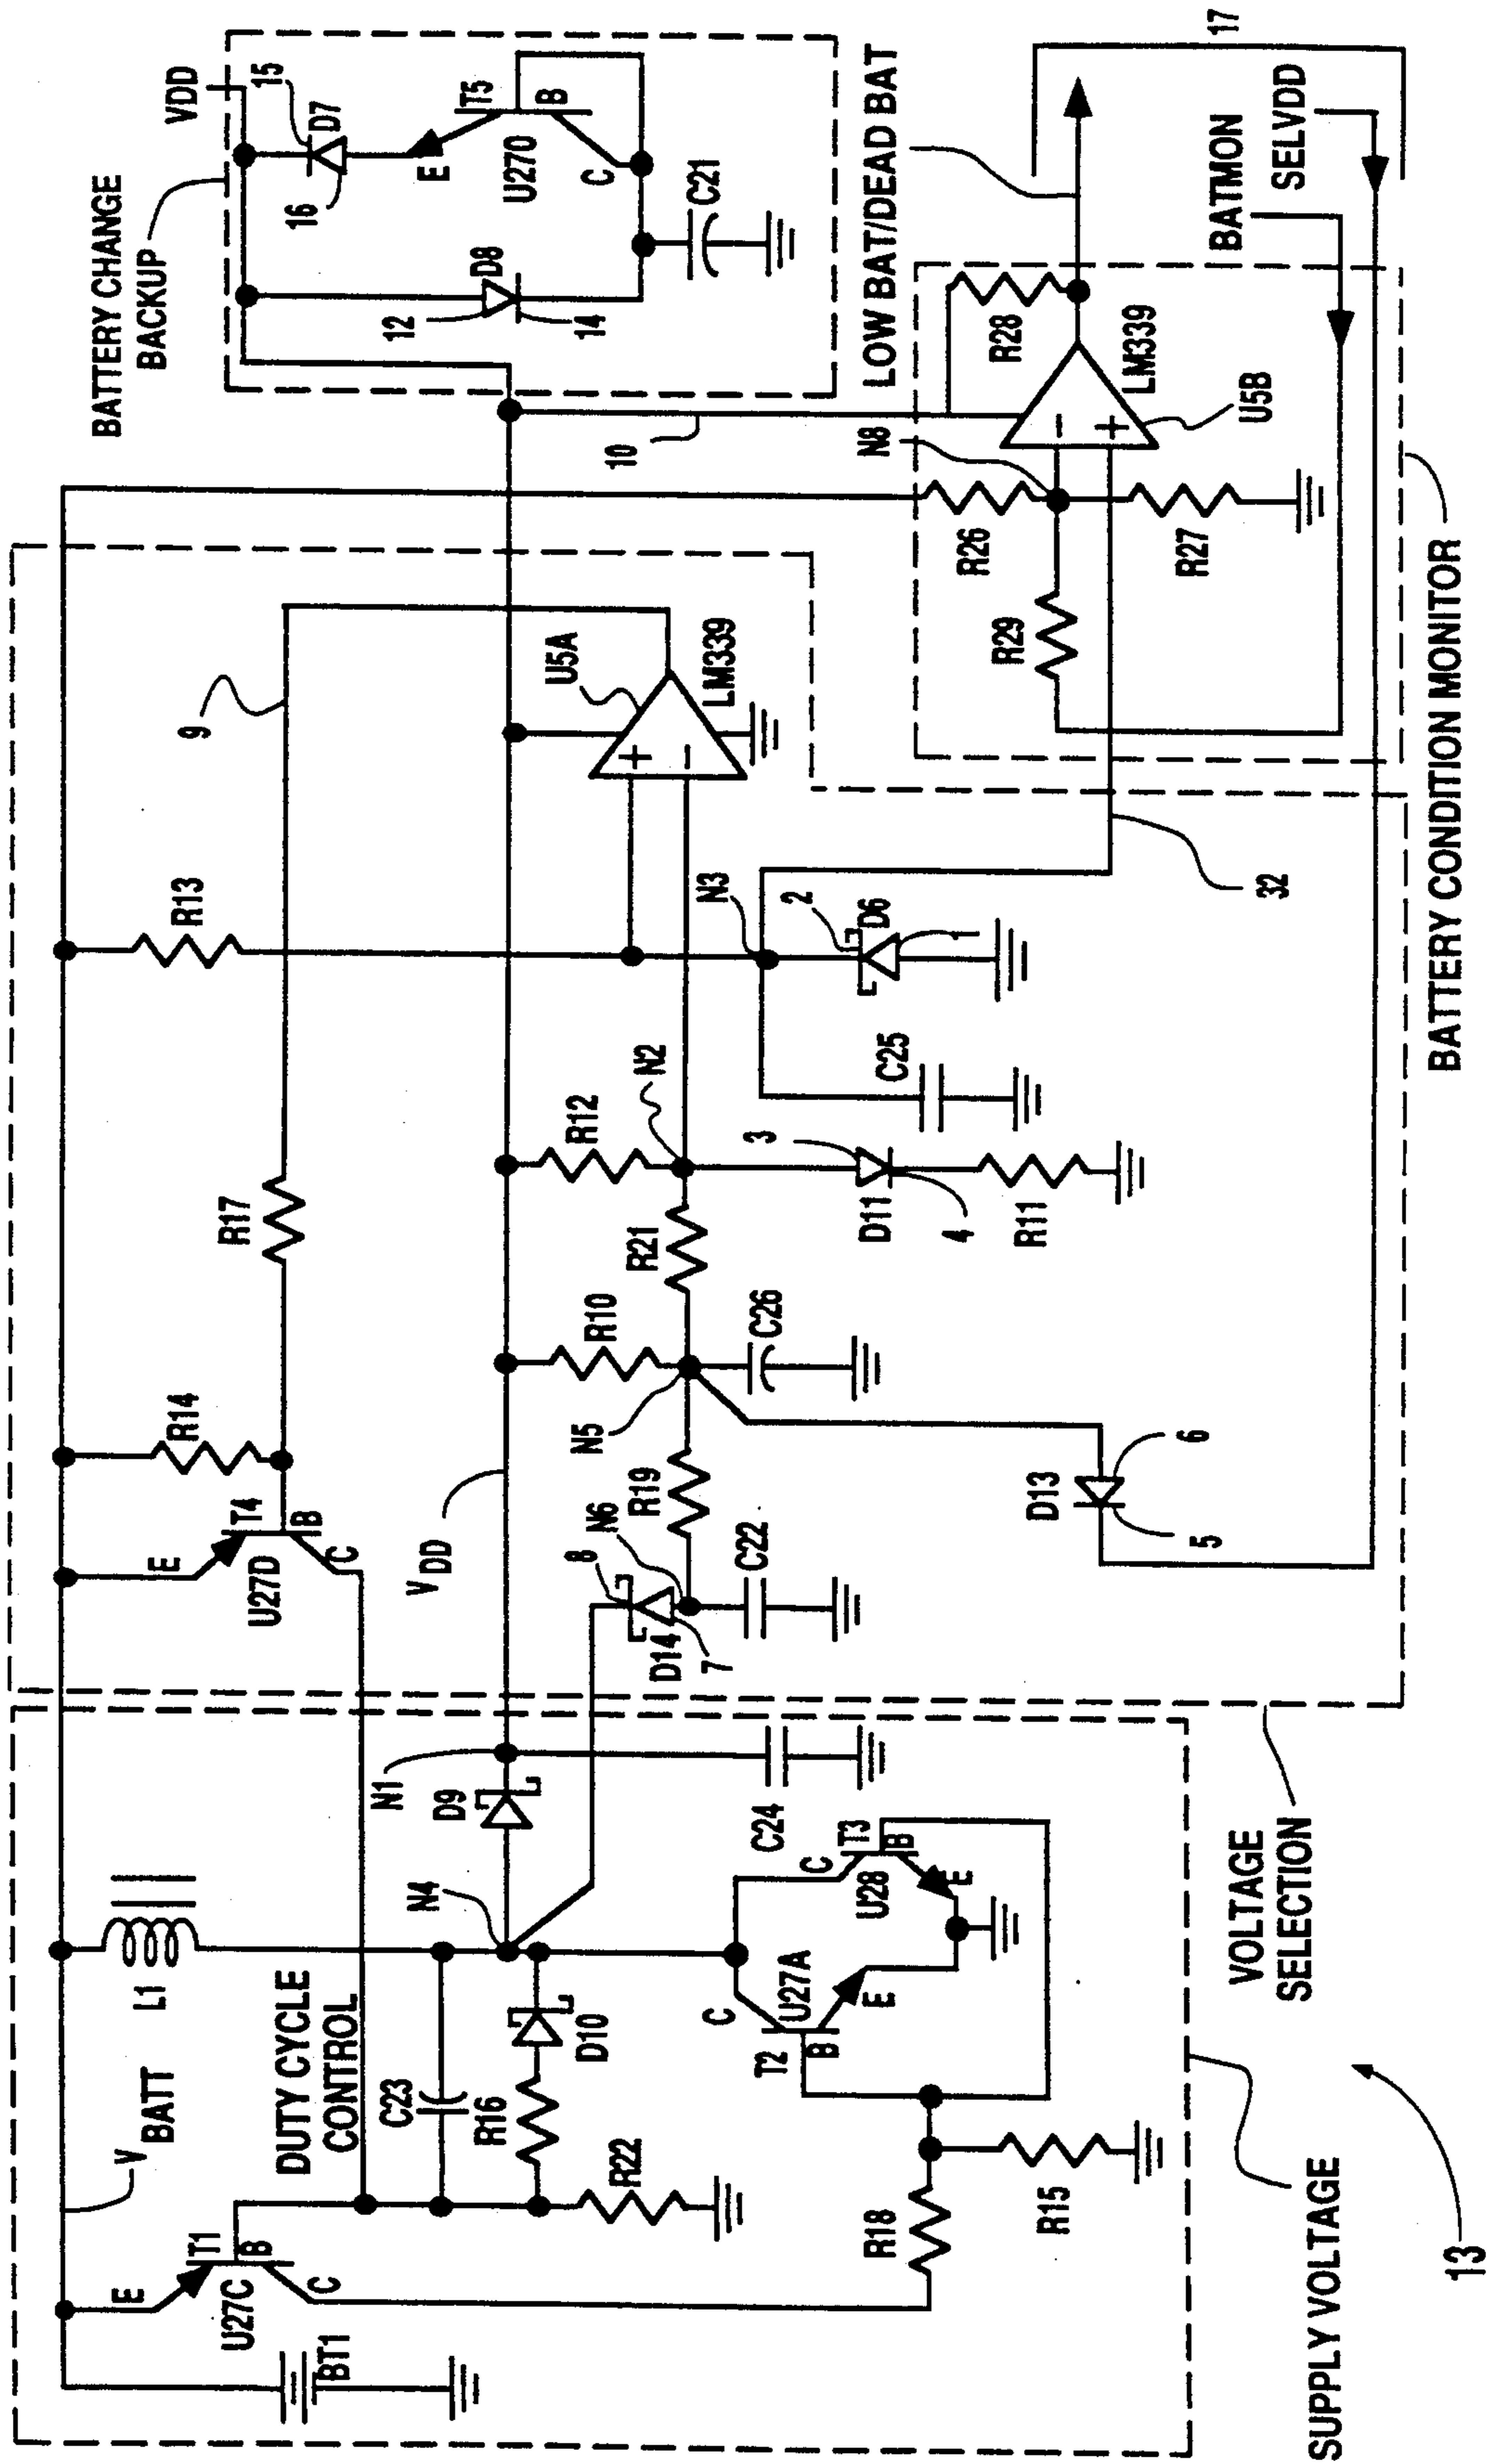 BATTERY CHANGE
BACKUP
VDD
15
D7
16
E
T5
B
U270
C
12
D8
14
C21
LOW BAT/DEAD BAT
17
BATMON
SELVDD
R28
LM339
U5B
10
N8
R26
R27
R29
-
+
BATTERY CONDITION MONITOR
9
U5A
LM339
+
-
R13
N3
2
D6
1
32
C25
N2
R12
3
D11
4
R11
R17
R21
R10
C26
N5
R14
R19
N6
C22
8
D14
7
D13
6
5
E
T4
B
U27D
C
V DD
VOLTAGE
SELECTION
N1
D9
C24
N4
L1
DUTY CYCLE
CONTROL
C23
R16
D10
R22
V BATT
C
T3
B
U28
E
C
U27A
T2
B
E
R18
R15
E
T1
B
U27C
C
BT1
SUPPLY VOLTAGE
13